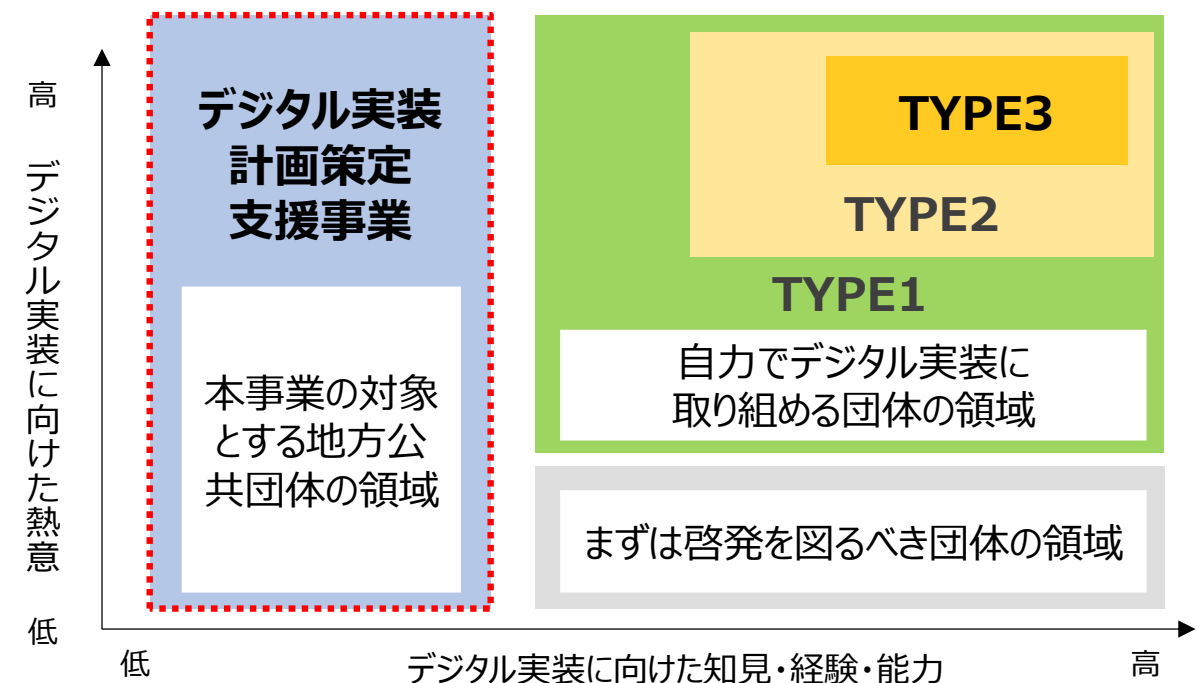 高
デジタル実装に向けた熱意
低
デジタル実装
計画策定
支援事業
本事業の対象
とする地方公
共団体の領域
TYPE3
TYPE2
TYPE1
自力でデジタル実装に
取り組める団体の領域
まずは啓発を図るべき団体の領域
低
デジタル実装に向けた知見・経験・能力
高